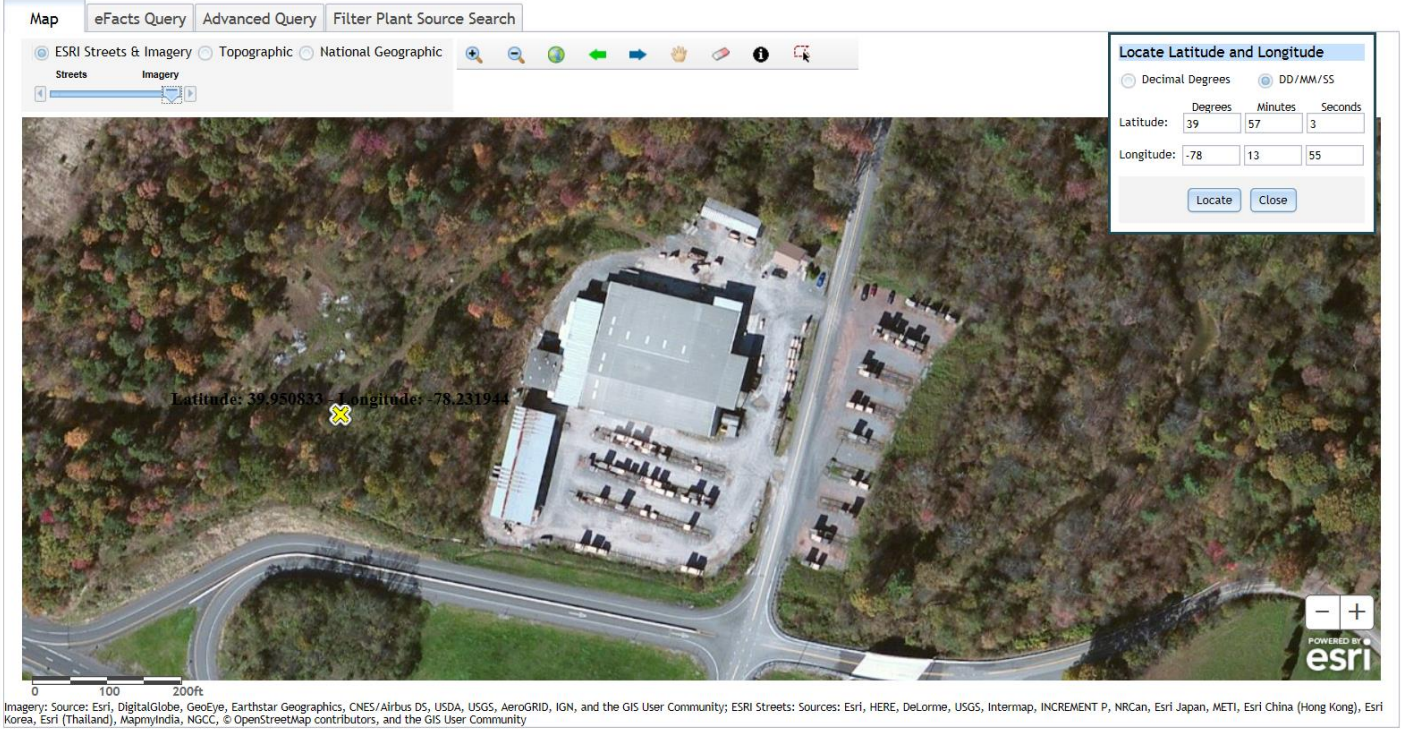 Map eFacts Query Advanced Query Filter Plant Source Search
ESRI Streets & Imagery Topographic National Geographic
Streets Imagery
Locate Latitude and Longitude
Decimal Degrees DD/MM/SS
Degrees Minutes Seconds
Latitude: 39 57 3
Longitude: -78 13 55
Locate Close
Latitude: 39.950833 - Longitude: -78.231944
− +
POWERED BY
esri
0 100 200ft
Imagery: Source: Esri, DigitalGlobe, GeoEye, Earthstar Geographics, CNES/Airbus DS, USDA, USGS, AeroGRID, IGN, and the GIS User Community; ESRI Streets: Sources: Esri, HERE, DeLorme, USGS, Intermap, INCREMENT P, NRCan, Esri Japan, METI, Esri China (Hong Kong), Esri
Korea, Esri (Thailand), MapmyIndia, NGCC, © OpenStreetMap contributors, and the GIS User Community